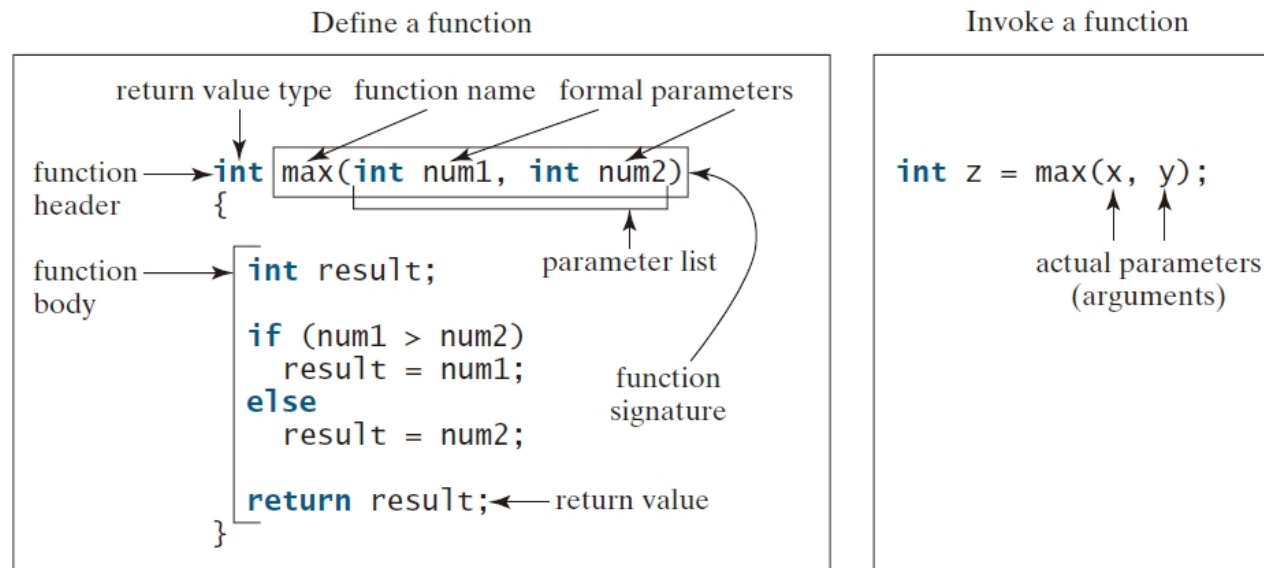 Define a function
return value type function name formal parameters
function header
int max(int num1, int num2)
{
parameter list
function body
int result;
if (num1 > num2)
result = num1;
else
result = num2;
function signature
return result;
return value
}
Invoke a function
int z = max(x, y);
actual parameters
(arguments)